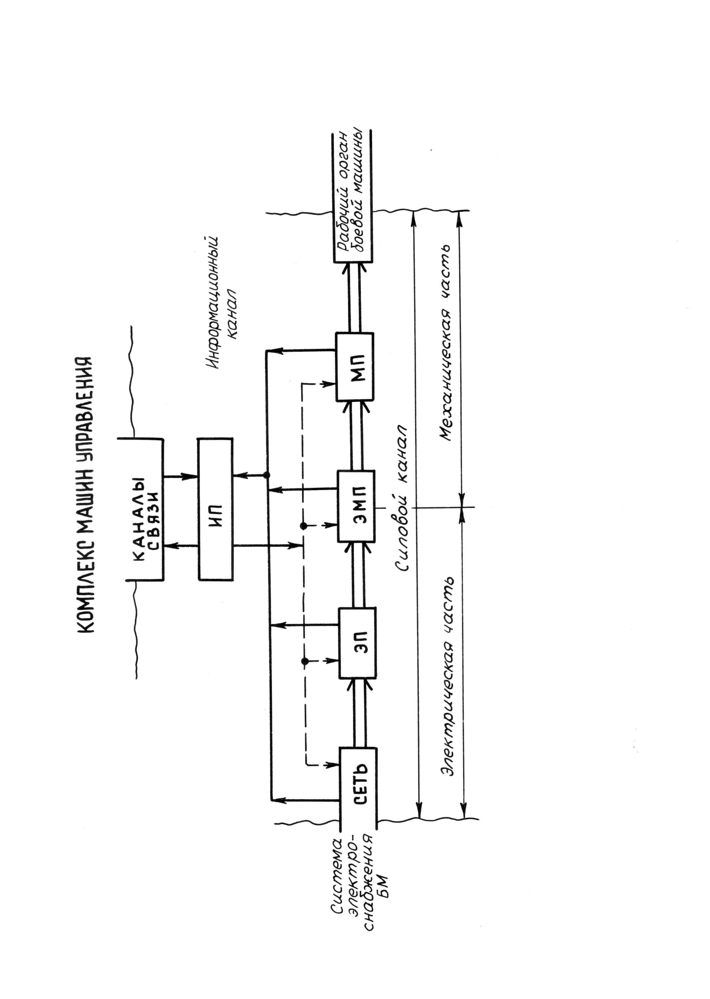 КОМПЛЕКС МАШИН УПРАВЛЕНИЯ
КАНАЛЫ
СВЯЗИ
ИП
Информационный
канал
Система
электро-
снабжения
БМ
СЕТЬ
ЭП
ЭМП
МП
Рабочий орган
боевой машины
Силовой канал
Электрическая часть
Механическая часть